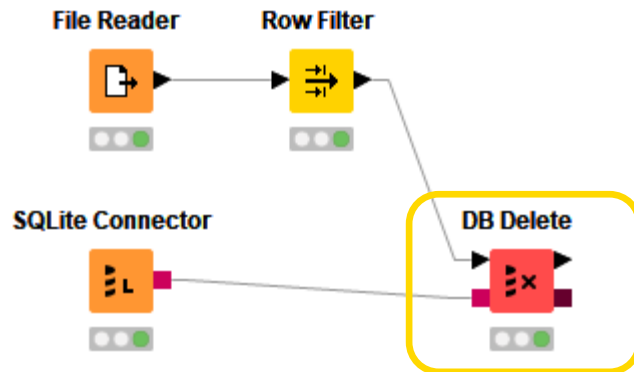 File Reader
Row Filter
SQLite Connector
DB Delete
L